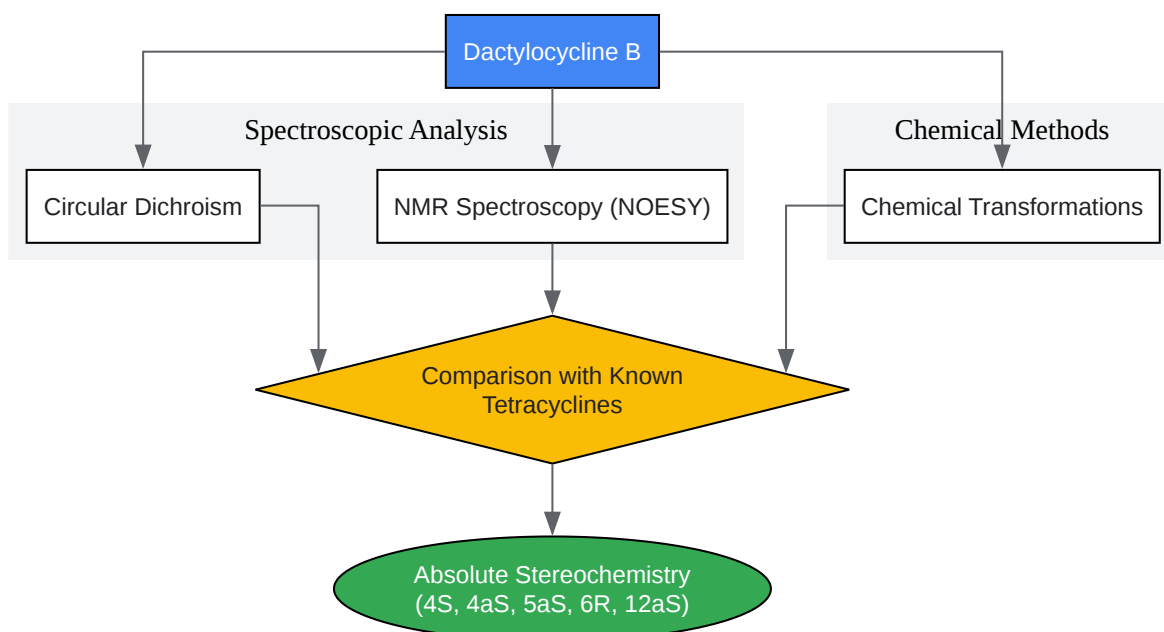 Dactylocycline B
Spectroscopic Analysis
Chemical Methods
Circular Dichroism
NMR Spectroscopy (NOESY)
Chemical Transformations
Comparison with Known
Tetracyclines
Absolute Stereochemistry
(4S, 4aS, 5aS, 6R, 12aS)